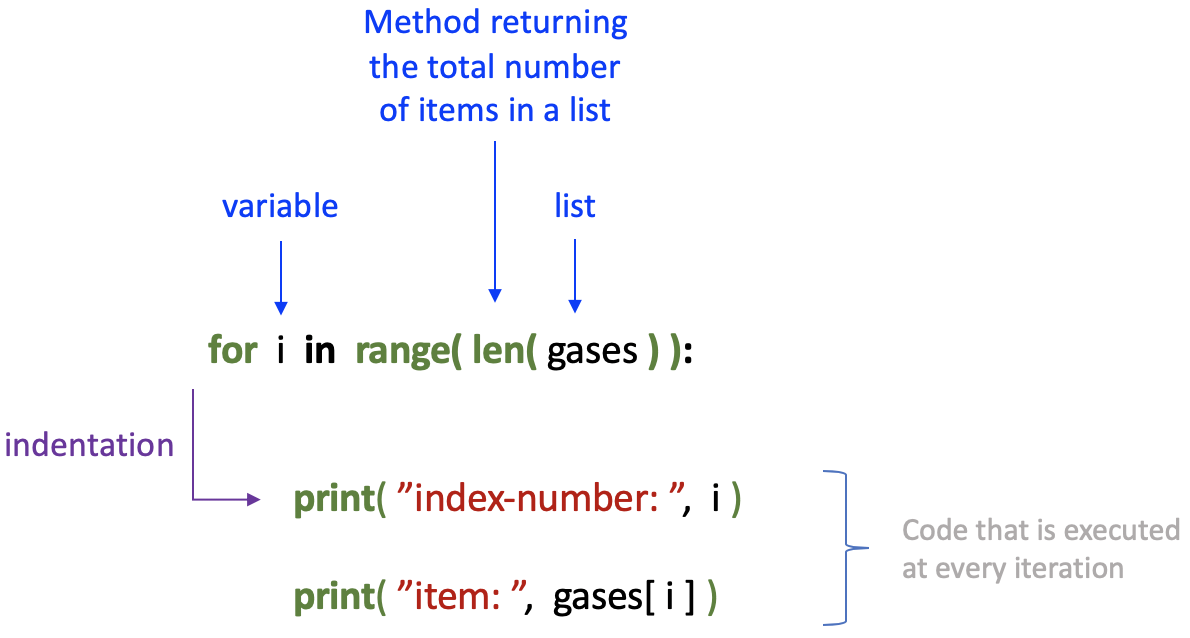 Method returning
the total number
of items in a list
variable
list
for i in range( len( gases ) ):
indentation
print( ”index-number: ”, i )
print( ”item: ”, gases[ i ] )
Code that is executed
at every iteration